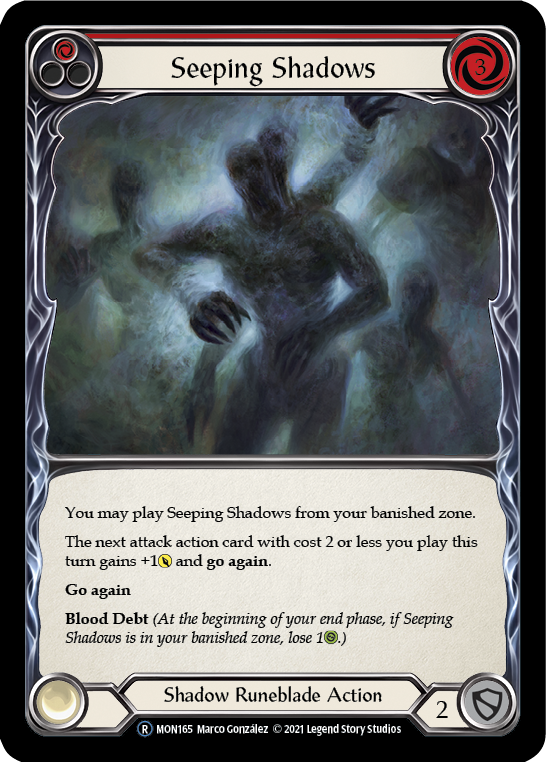 Seeping Shadows
3
You may play Seeping Shadows from your banished zone.
The next attack action card with cost 2 or less you play this
turn gains +1 and go again.
Go again
Blood Debt (At the beginning of your end phase, if Seeping
Shadows is in your banished zone, lose 1.)
Shadow Runeblade Action
2
R MON165 Marco González © 2021 Legend Story Studios